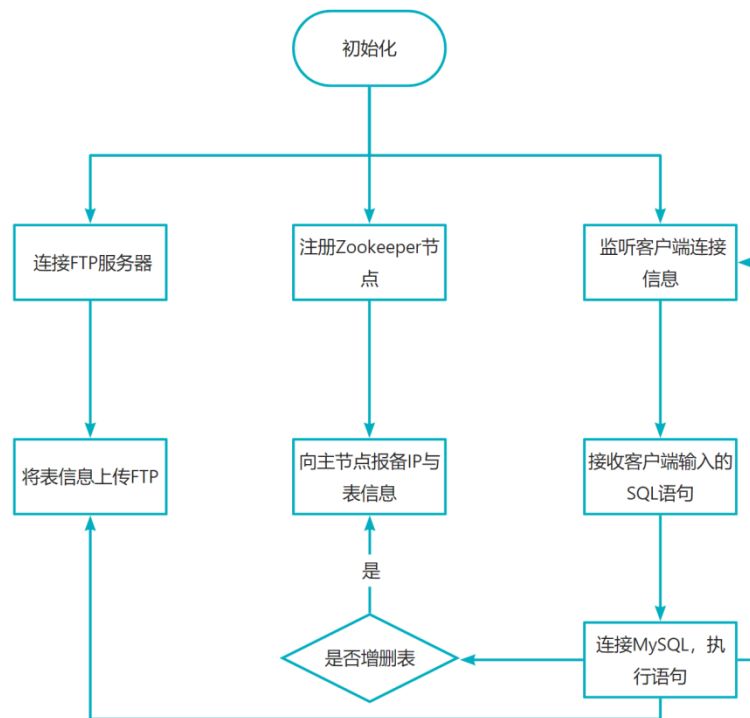 初始化
连接FTP服务器
注册Zookeeper节
点
监听客户端连接
信息
将表信息上传FTP
向主节点报备IP与
表信息
接收客户端输入的
SQL语句
是
是否增删表
连接MySQL，执
行语句